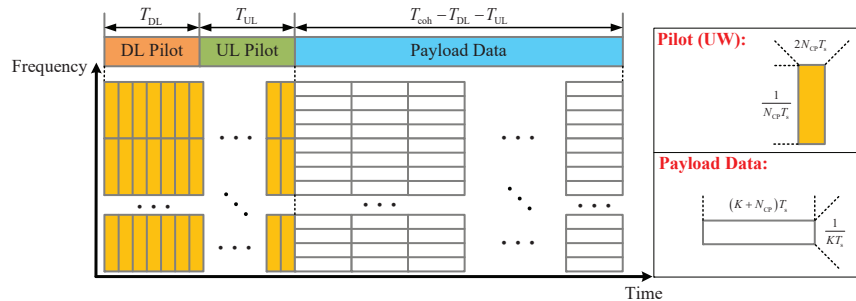 T_DL
T_UL
T_coh − T_DL − T_UL
DL Pilot
UL Pilot
Payload Data
Frequency
Time
Pilot (UW):
2N_CP T_s
1
N_CP T_s
Payload Data:
(K + N_CP)T_s
1
KT_s